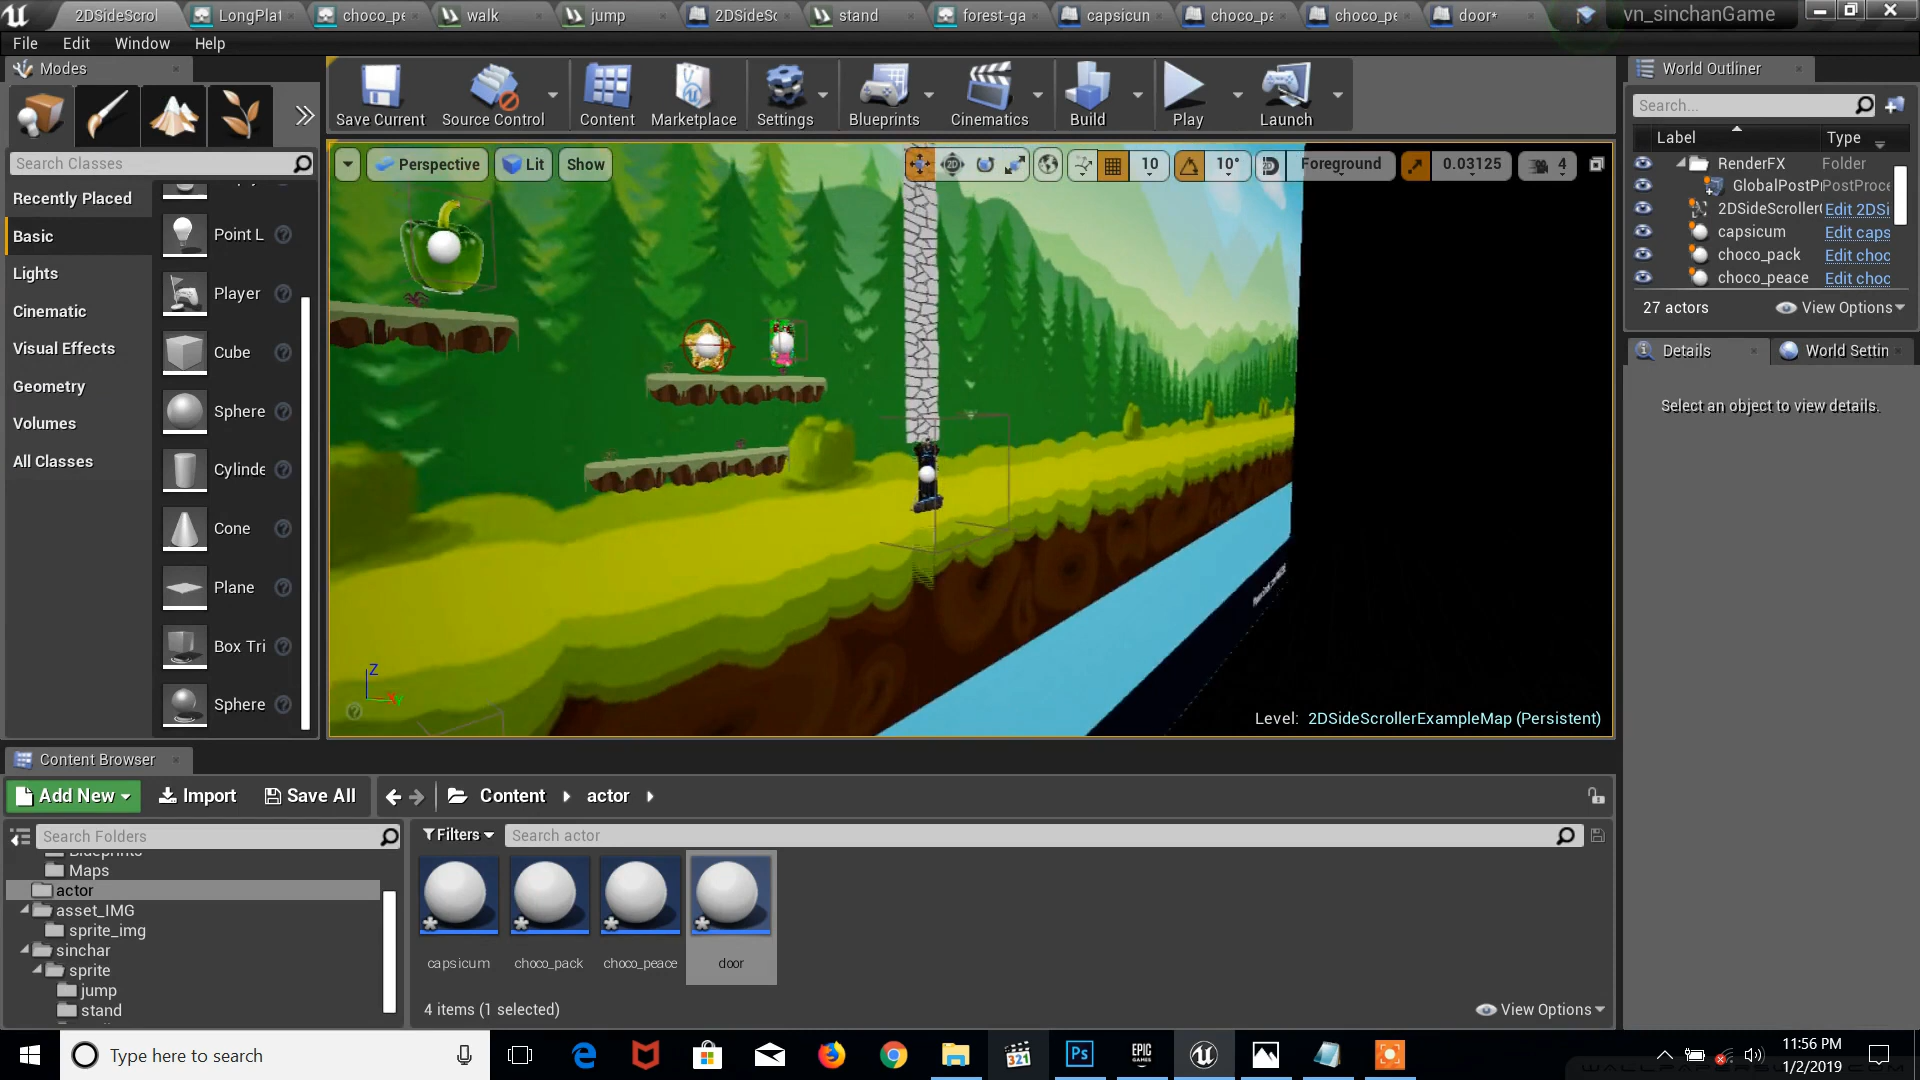 2DSideScrol
LongPlat
choco_pe
walk
jump
2DSideSc
stand
forest-ga
capsicun
choco_pa
choco_pe
door*
vn_sinchanGame
File
Edit
Window
Help
Modes
World Outliner
Save Current
Source Control
Content
Marketplace
Settings
Blueprints
Cinematics
Build
Play
Launch
Search...
Label
Type
Search Classes
Perspective
Lit
Show
10
10°
Foreground
0.03125
4
RenderFX
Folder
GlobalPostPr
PostProce
2DSideScroller
Edit 2DSi
capsicum
Edit caps
choco_pack
Edit choc
choco_peace
Edit choc
27 actors
View Options
Recently Placed
Basic
Lights
Cinematic
Visual Effects
Geometry
Volumes
All Classes
Point L
Player
Cube
Sphere
Cylinde
Cone
Plane
Box Tri
Sphere
Details
World Settin
Select an object to view details.
Z
Y
Level: 2DSideScrollerExampleMap (Persistent)
Content Browser
Add New
Import
Save All
Content
actor
Search Folders
Filters
Search actor
Blueprints
Maps
actor
asset_IMG
sprite_img
sinchar
sprite
jump
stand
capsicum
choco_pack
choco_peace
door
4 items (1 selected)
View Options
Type here to search
321
Ps
EPIC
GAMES
11:56 PM
1/2/2019